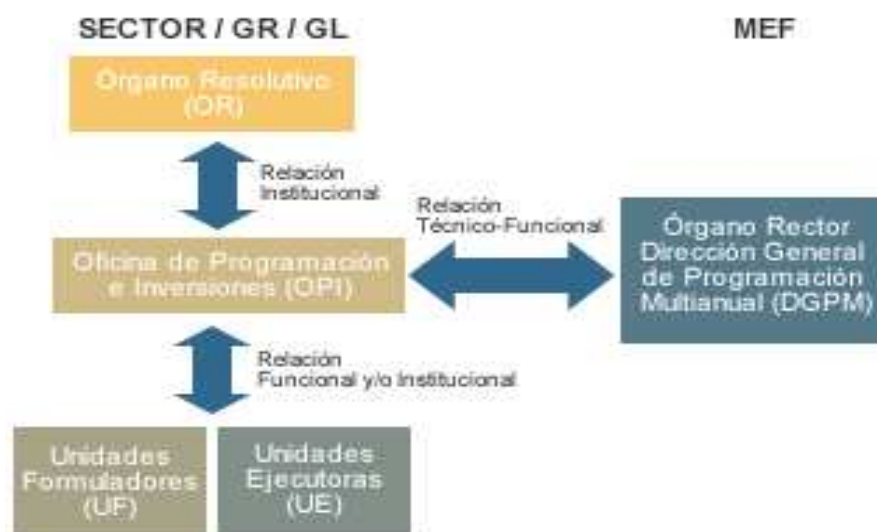 SECTOR / GR / GL
MEF
Órgano Resolutivo
(OR)
Relación
Institucional
Relación
Técnico-Funcional
Oficina de Programación
e Inversiones (OPI)
Órgano Rector
Dirección General
de Programación
Multianual (DGPM)
Relación
Funcional y/o Institucional
Unidades
Formuladores
(UF)
Unidades
Ejecutoras
(UE)